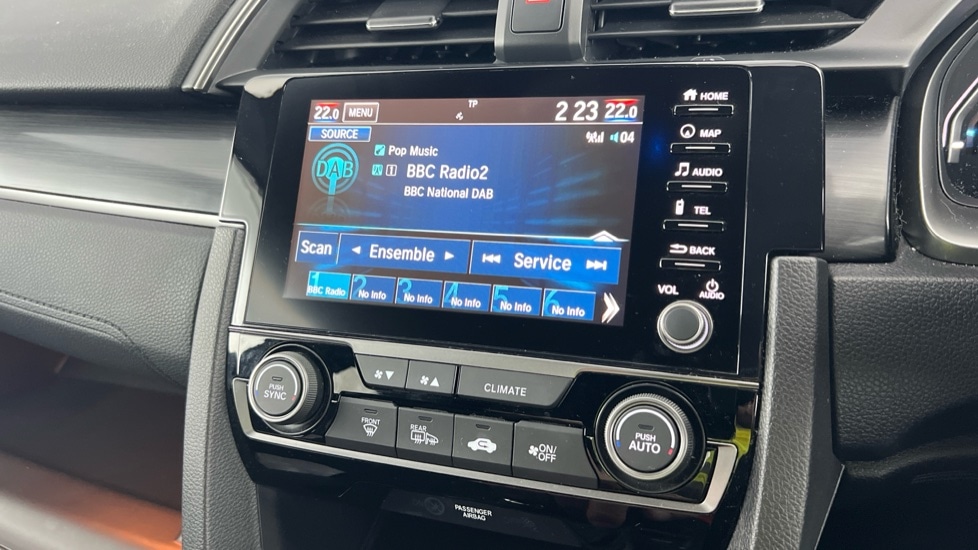 22.0 MENU TP 2 23 22.0
SOURCE 04
DAB
Pop Music
1 BBC Radio2
BBC National DAB
Scan Ensemble Service
1 2 3 4 5 6
BBC Radio No Info No Info No Info No Info No Info
HOME
MAP
AUDIO
TEL
BACK
VOL AUDIO
PUSH
SYNC
CLIMATE
FRONT
REAR
ON/
OFF
PUSH
AUTO
PASSENGER
AIRBAG